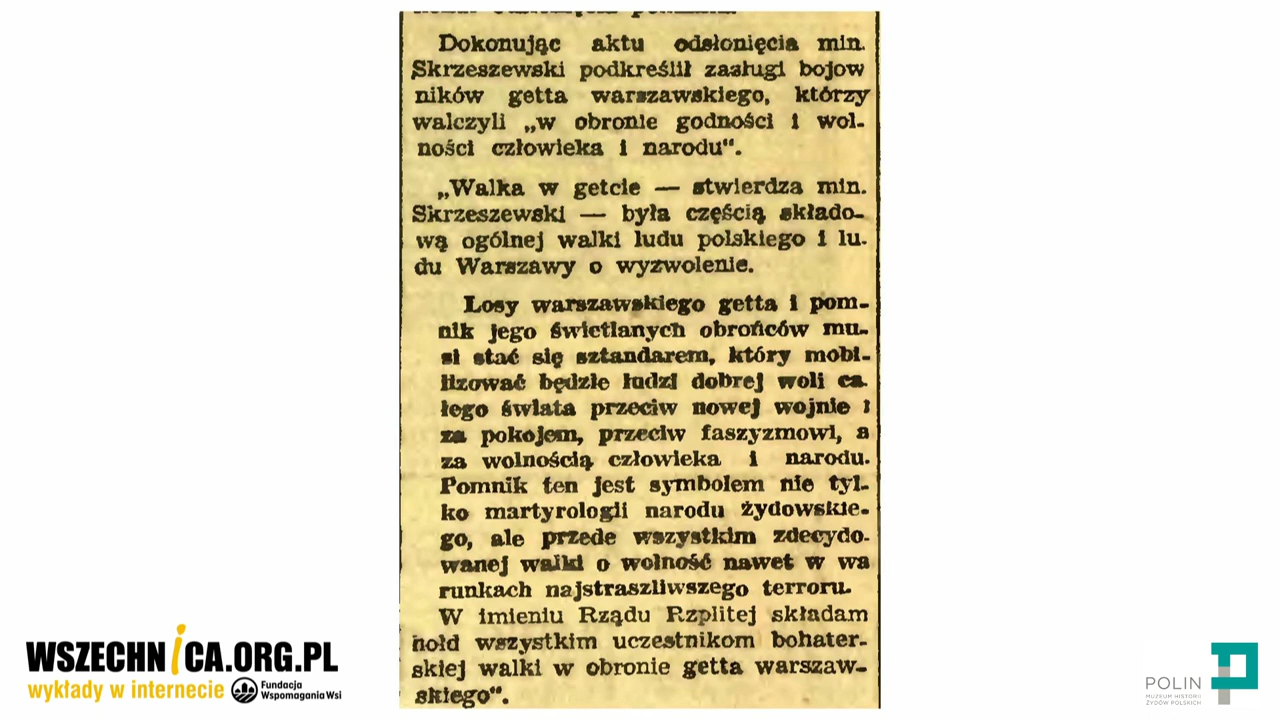 Dokonując aktu odsłonięcia min.
Skrzeszewski podkreślił zasługi bojow
ników getta warszawskiego, którzy
walczyli „w obronie godności i wol-
ności człowieka i narodu".
„Walka w getcie — stwierdza min.
Skrzeszewski — była częścią składo-
wą ogólnej walki ludu polskiego i lu-
du Warszawy o wyzwolenie.
Losy warszawskiego getta i pom-
nik jego świetlanych obrońców mu-
si stać się sztandarem, który mobi-
lizować będzie ludzi dobrej woli ca-
łego świata przeciw nowej wojnie i
za pokojem, przeciw faszyzmowi, a
za wolnością człowieka i narodu.
Pomnik ten jest symbolem nie tyl-
ko martyrologii narodu żydowskie-
go, ale przede wszystkim zdecydo-
wanej walki o wolność nawet w wa
runkach najstraszliwszego terroru.
W imieniu Rządu Rzplitej składam
hołd wszystkim uczestnikom bohater-
skiej walki w obronie getta warszaw-
skiego".
WSZECHNICA.ORG.PL
wykłady w internecie
Fundacja
Wspomagania Wsi
POLIN
MUZEUM HISTORII
ŻYDÓW POLSKICH